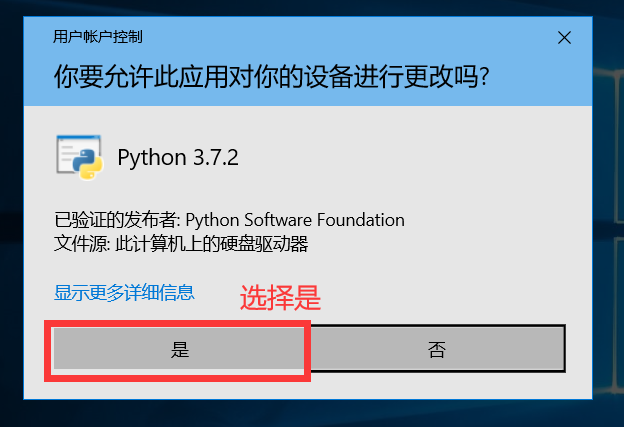 用户帐户控制
你要允许此应用对你的设备进行更改吗?
Python 3.7.2
已验证的发布者: Python Software Foundation
文件源: 此计算机上的硬盘驱动器
显示更多详细信息
选择是
是 否